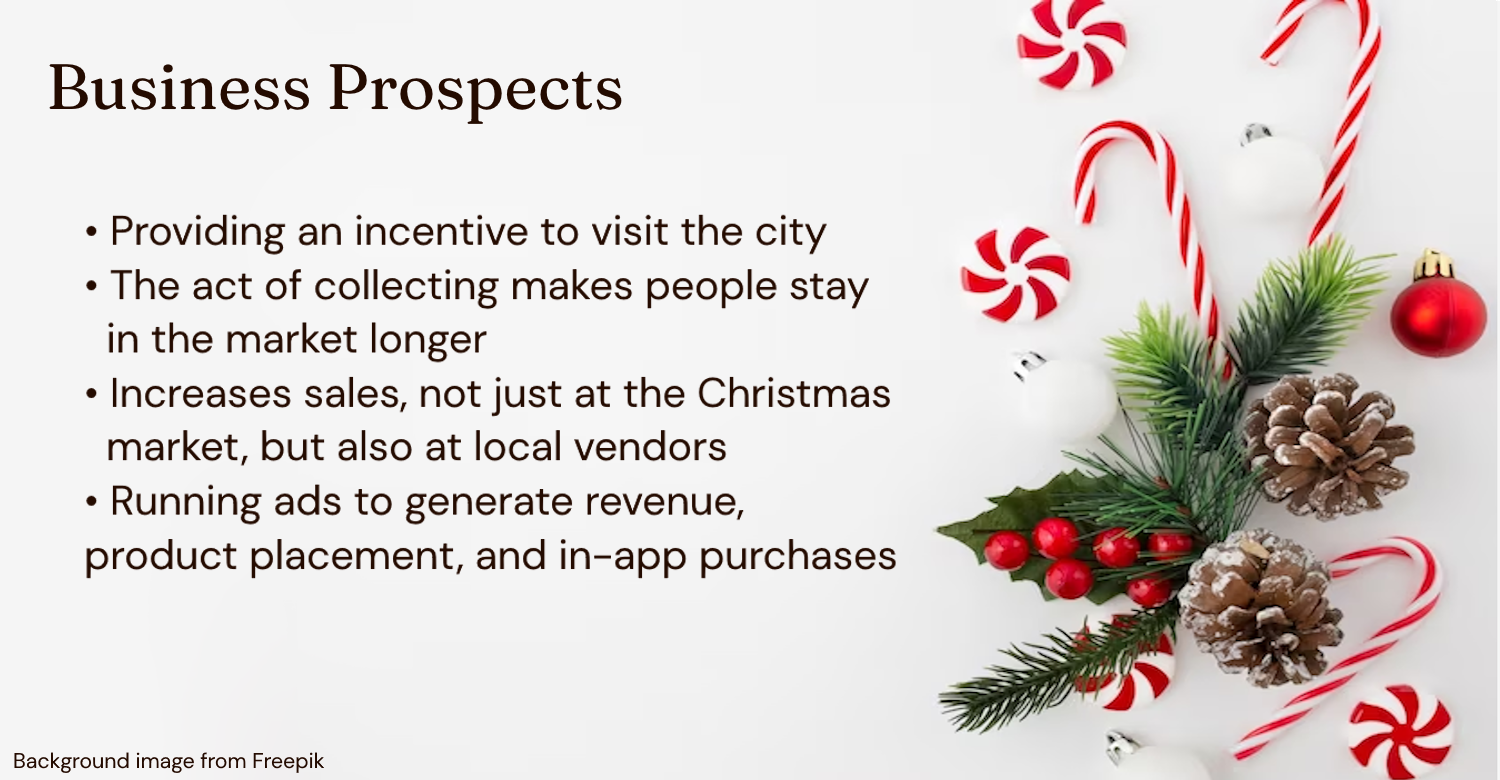 Business Prospects
• Providing an incentive to visit the city
• The act of collecting makes people stay
in the market longer
• Increases sales, not just at the Christmas
market, but also at local vendors
• Running ads to generate revenue,
product placement, and in-app purchases
Background image from Freepik